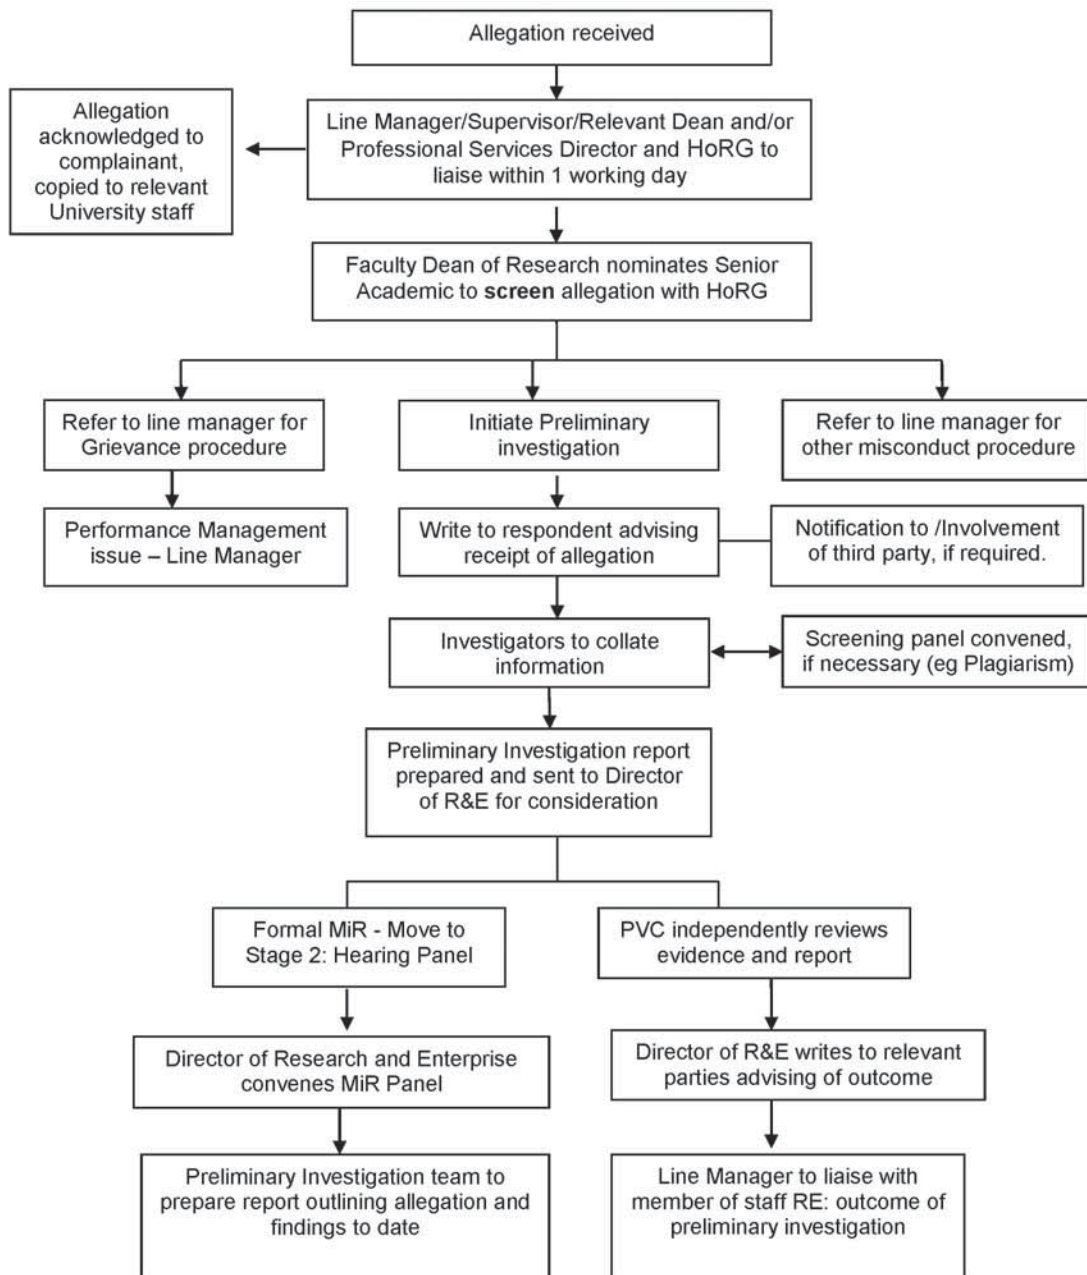 Allegation received
Allegation
acknowledged to
complainant,
copied to relevant
University staff
Line Manager/Supervisor/Relevant Dean and/or
Professional Services Director and HoRG to
liaise within 1 working day
Faculty Dean of Research nominates Senior
Academic to screen allegation with HoRG
Refer to line manager for
Grievance procedure
Initiate Preliminary
investigation
Refer to line manager for
other misconduct procedure
Performance Management
issue – Line Manager
Write to respondent advising
receipt of allegation
Notification to /Involvement
of third party, if required.
Investigators to collate
information
Screening panel convened,
if necessary (eg Plagiarism)
Preliminary Investigation report
prepared and sent to Director
of R&E for consideration
Formal MiR - Move to
Stage 2: Hearing Panel
PVC independently reviews
evidence and report
Director of Research and Enterprise
convenes MiR Panel
Director of R&E writes to relevant
parties advising of outcome
Preliminary Investigation team to
prepare report outlining allegation and
findings to date
Line Manager to liaise with
member of staff RE: outcome of
preliminary investigation